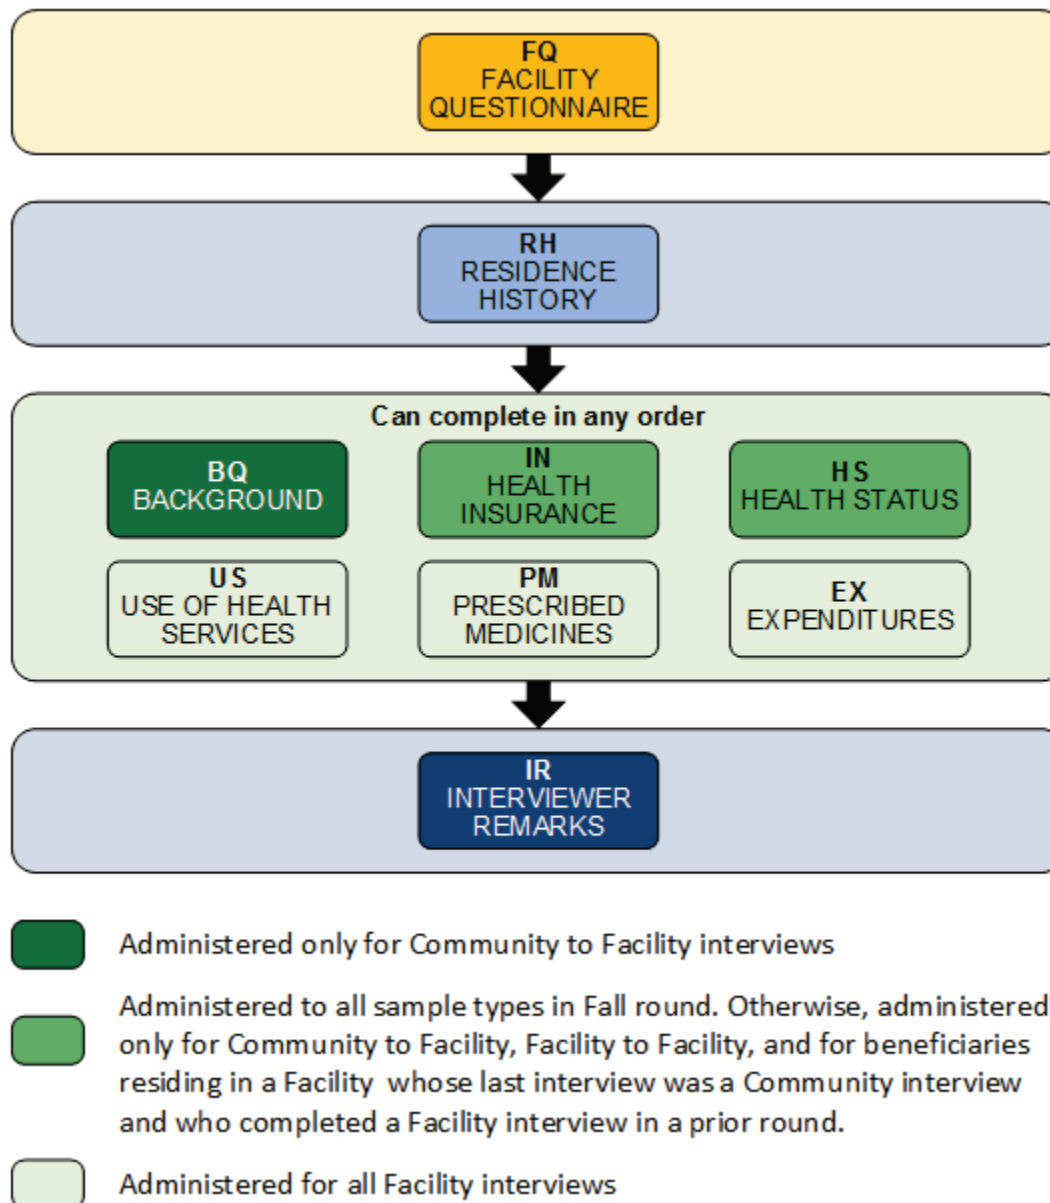 FQ
FACILITY
QUESTIONNAIRE
RH
RESIDENCE
HISTORY
Can complete in any order
BQ
BACKGROUND
IN
HEALTH
INSURANCE
HS
HEALTH STATUS
US
USE OF HEALTH
SERVICES
PM
PRESCRIBED
MEDICINES
EX
EXPENDITURES
IR
INTERVIEWER
REMARKS
Administered only for Community to Facility interviews
Administered to all sample types in Fall round. Otherwise, administered
only for Community to Facility, Facility to Facility, and for beneficiaries
residing in a Facility whose last interview was a Community interview
and who completed a Facility interview in a prior round.
Administered for all Facility interviews